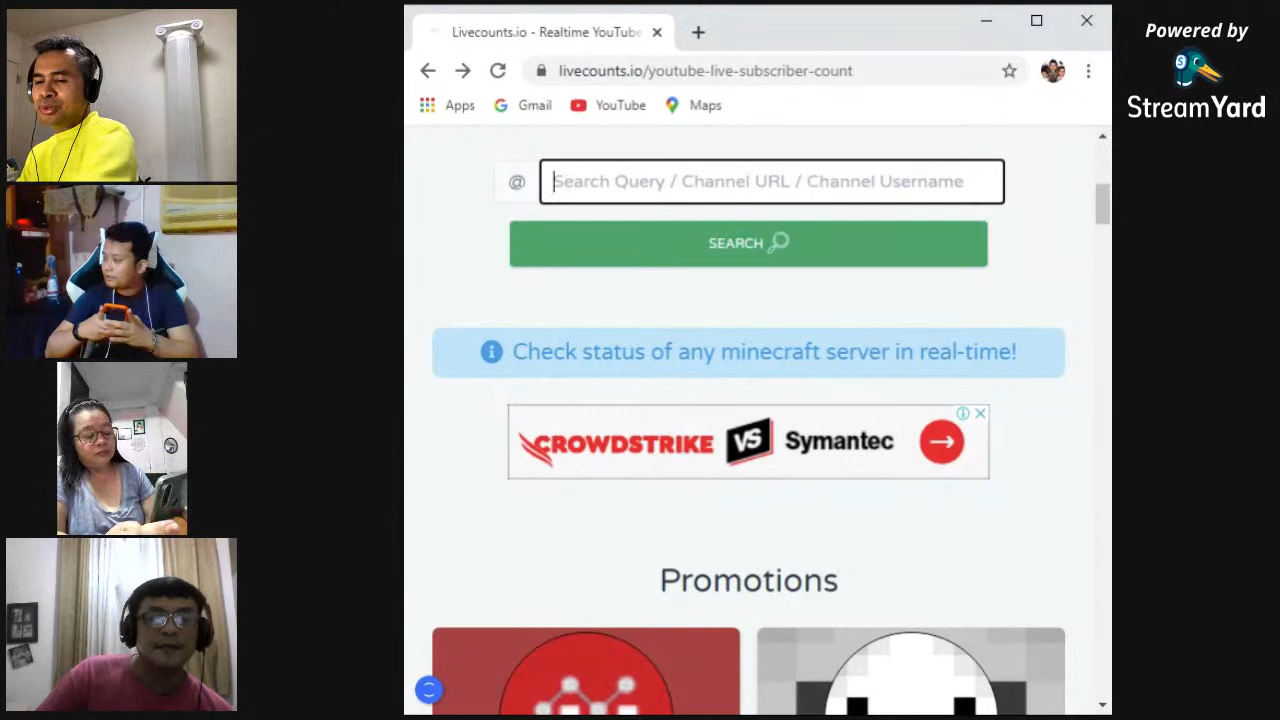 Livecounts.io - Realtime YouTube
livecounts.io/youtube-live-subscriber-count
Apps Gmail YouTube Maps
@ Search Query / Channel URL / Channel Username
SEARCH
Check status of any minecraft server in real-time!
CROWDSTRIKE VS Symantec
Promotions
Powered by
StreamYard